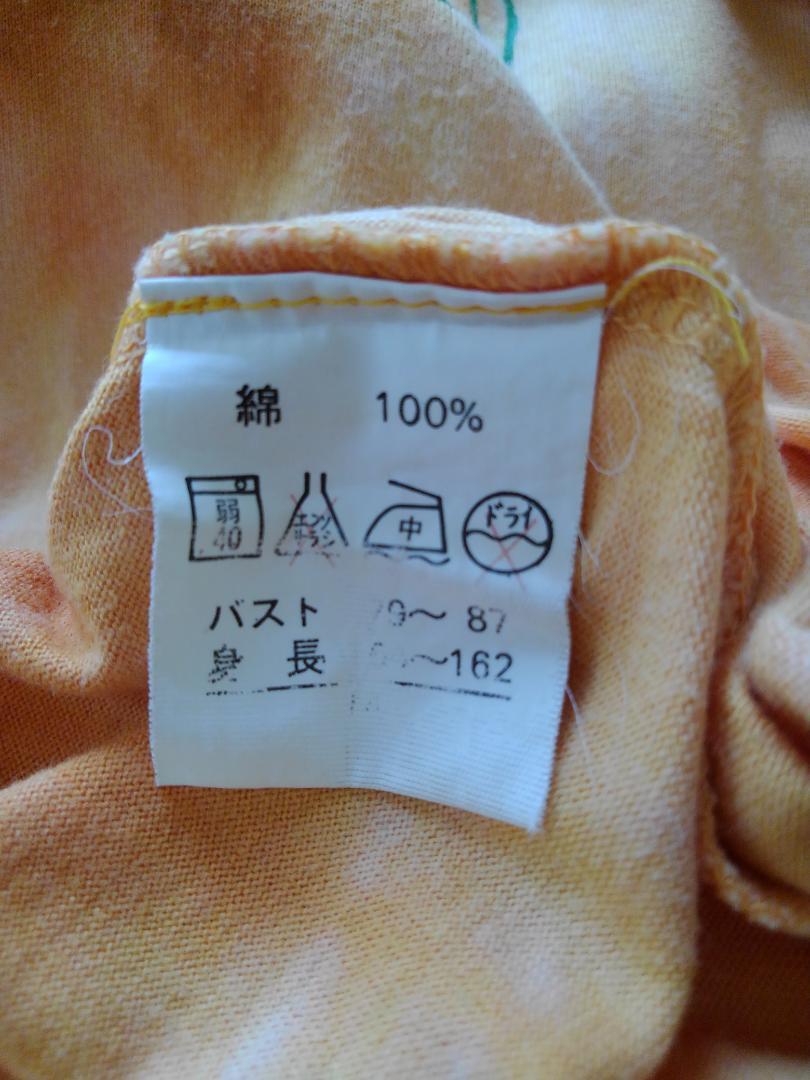 綿 100%
弱 40 エンソサラシ 中 ドライ
バスト 79～ 87
身長 ～162